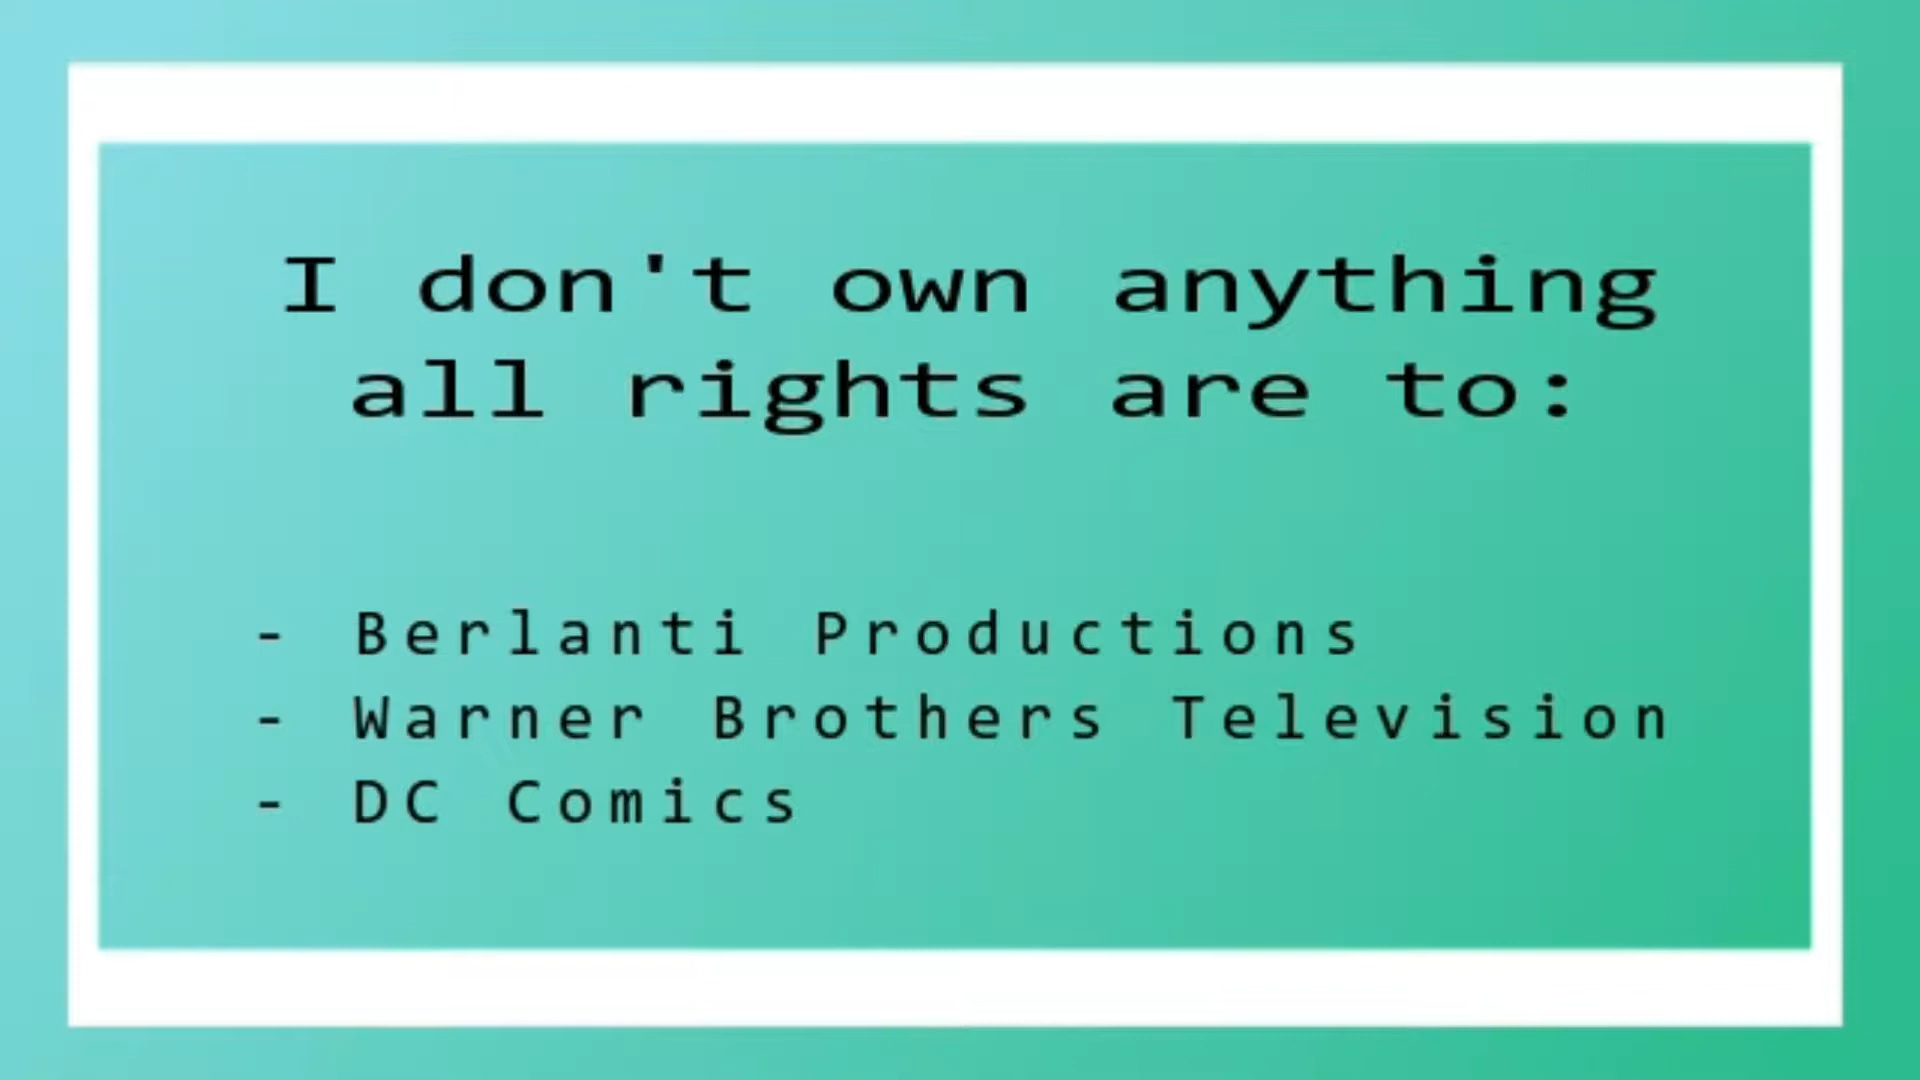 I don't own anything
all rights are to:
- Berlanti Productions
- Warner Brothers Television
- DC Comics